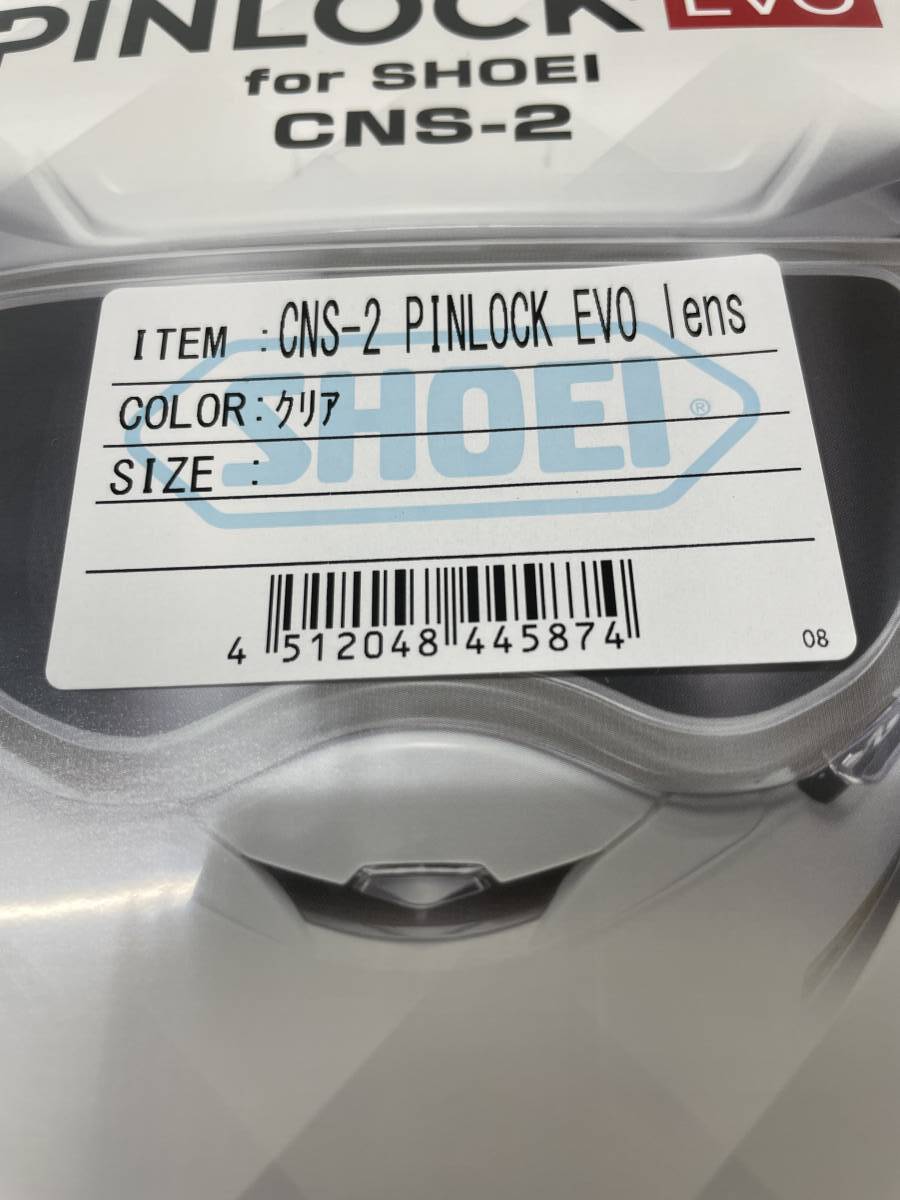 PINLOCK EVO
for SHOEI
CNS-2
ITEM :CNS-2 PINLOCK EVO lens
COLOR:ｸﾘｱ
SIZE :
SHOEI®
4 512048 445874
08